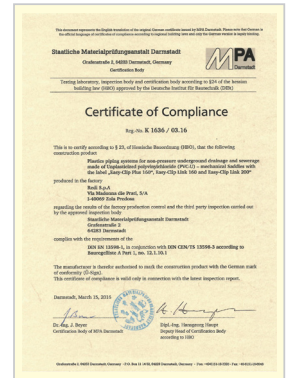 This document represents the English translation of the original German certificate issued by MPA Darmstadt. Please note that German is
the official language of certificates of compliance according to regional building laws and only the German version is legally binding.
Staatliche Materialprüfungsanstalt Darmstadt
Grafenstraße 2, 64283 Darmstadt, Germany
Certification Body
MPA
Darmstadt
Testing laboratory, inspection body and certification body according to §24 of the hessian
building law (HBO) approved by the Deutsche Institut für Bautechnik (DIBt)
Certificate of Compliance
Reg.-No. K 1636 / 03.16
This is to certify according to § 23, of Hessische Bauordnung (HBO), that the following
construction product
Plastics piping systems for non-pressure underground drainage and sewerage
made of Unplasticized polyvinylchloride (PVC-U) – mechanical Saddles with
the label „Easy-Clip Plus 160“, Easy-Clip Link 160 and Easy-Clip Link 200“
produced in the factory
Redi S.p.A
Via Madonna dei Prati, 5/A
I-40069 Zola Predosa
regarding the results of the factory production control and the third party inspection carried out
by the approved inspection body
Staatliche Materialprüfungsanstalt Darmstadt
Grafenstraße 2
64283 Darmstadt
complies with the requirements of the
DIN EN 13598-1, in conjunction with DIN CEN/TS 13598-3 according to
Bauregelliste A Part 1, no. 12.1.10.1
The manufacturer is therefor authorized to mark the construction product with the German mark
of conformity (Ü-Sign).
This certificate of compliance is valid only in connection with the latest inspection report.
Darmstadt, March 15, 2016
Dr.-Ing. J. Beyer
Certification Body of MPA Darmstadt
Dipl.-Ing. Hansgeorg Haupt
Deputy Head of Certification Body
according to HBO